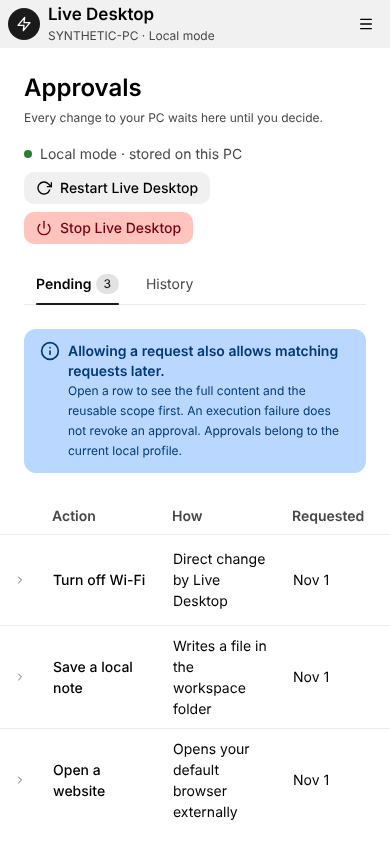 Live Desktop
SYNTHETIC-PC · Local mode
Approvals
Every change to your PC waits here until you decide.
Local mode · stored on this PC
Restart Live Desktop
Stop Live Desktop
Pending 3 History
Allowing a request also allows matching
requests later.
Open a row to see the full content and the
reusable scope first. An execution failure does
not revoke an approval. Approvals belong to the
current local profile.
Action How Requested
Turn off Wi-Fi
Direct change
by Live
Desktop
Nov 1
Save a local
note
Writes a file in
the
workspace
folder
Nov 1
Open a
website
Opens your
default
browser
externally
Nov 1